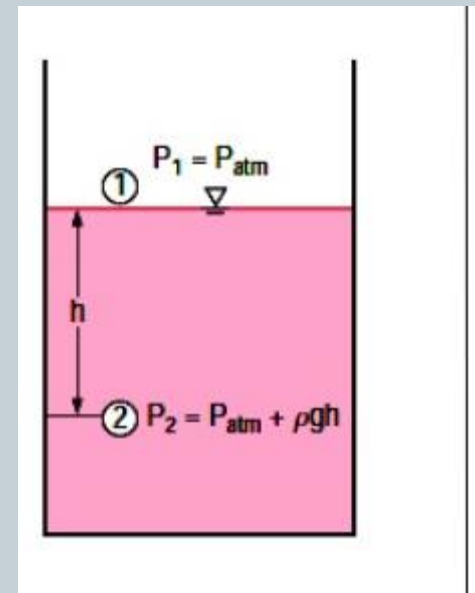 P₁ = Patm
①
h
② P₂ = Patm + ρgh